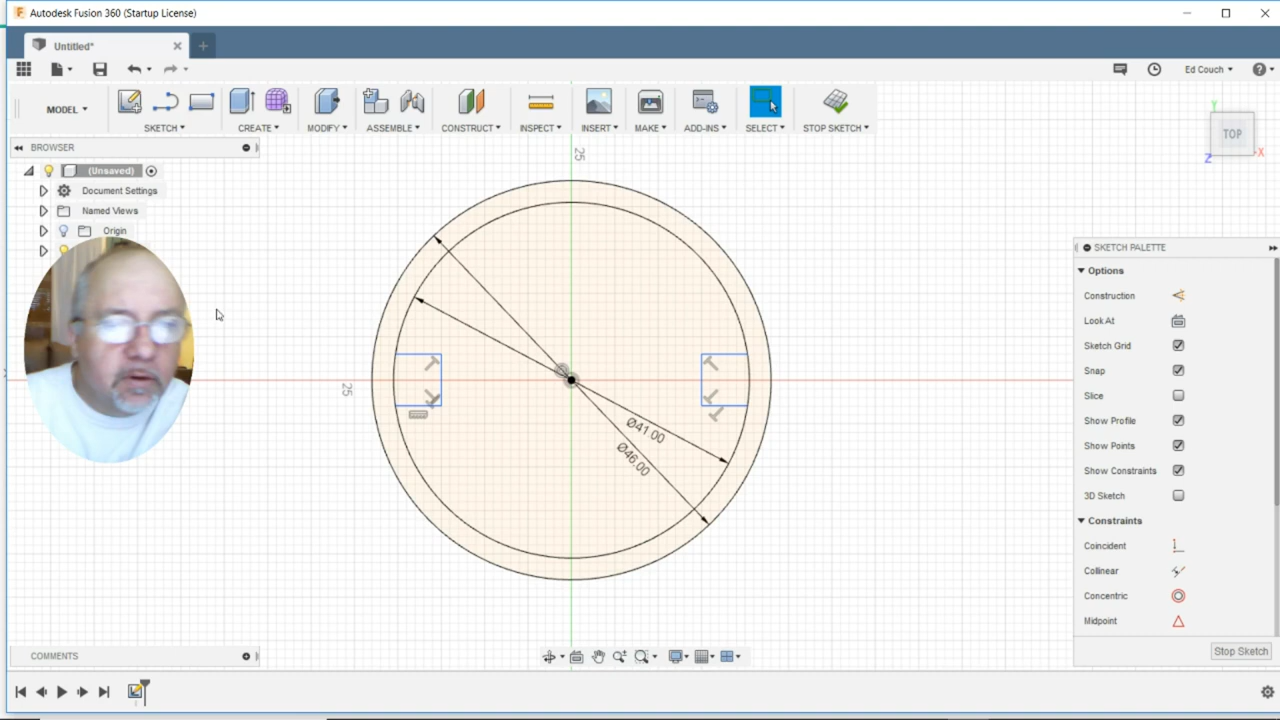 Autodesk Fusion 360 (Startup License)
Untitled*
Ed Couch
MODEL
SKETCH
CREATE
MODIFY
ASSEMBLE
CONSTRUCT
INSPECT
INSERT
MAKE
ADD-INS
SELECT
STOP SKETCH
BROWSER
(Unsaved)
Document Settings
Named Views
Origin
Y
TOP
X
Z
25
25
Ø41.00
Ø46.00
SKETCH PALETTE
Options
Construction
Look At
Sketch Grid
Snap
Slice
Show Profile
Show Points
Show Constraints
3D Sketch
Constraints
Coincident
Collinear
Concentric
Midpoint
Stop Sketch
COMMENTS